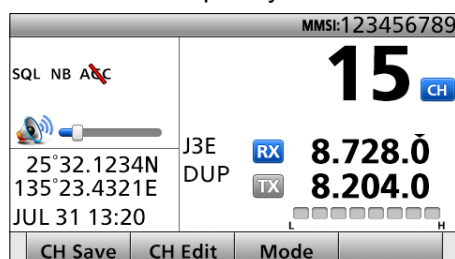 MMSI:123456789
SQL NB AGC
15 CH
J3E RX 8.728.0
DUP TX 8.204.0
25°32.1234N
135°23.4321E
JUL 31 13:20
L H
CH Save CH Edit Mode